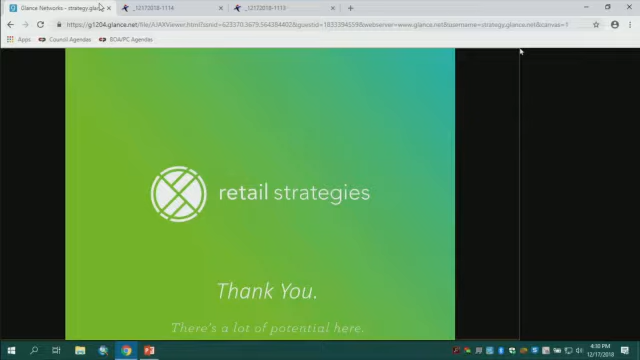 Glance Networks - strategy.glan
_12172018-1114
_12172018-1113
Apps
Council Agendas
BOA/PC Agendas
retail strategies
Thank You.
There's a lot of potential here.
4:30 PM
12/17/2018